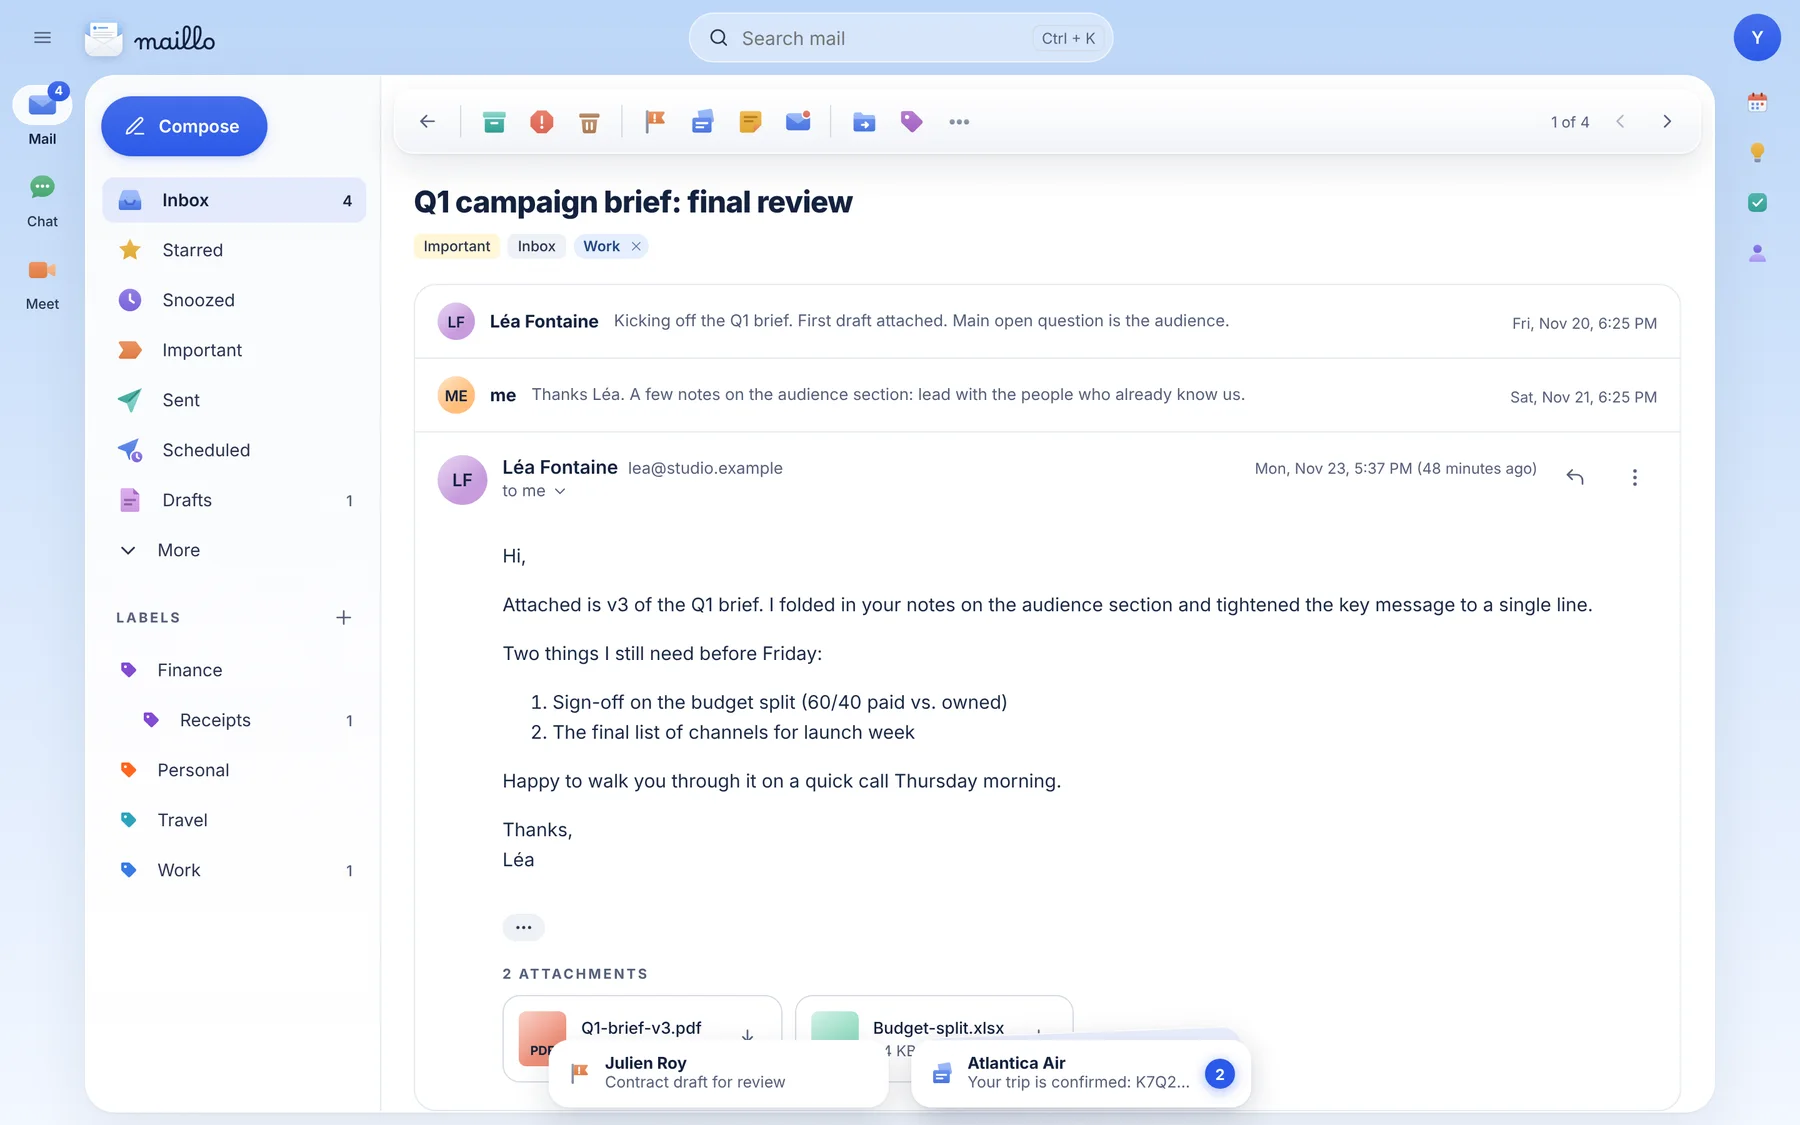 maillo
Search mail
Ctrl + K
Y
4
Mail
Chat
Meet
Compose
Inbox
4
Starred
Snoozed
Important
Sent
Scheduled
Drafts
1
More
LABELS
Finance
Receipts
1
Personal
Travel
Work
1
1 of 4
Q1 campaign brief: final review
Important
Inbox
Work
LF
Léa Fontaine
Kicking off the Q1 brief. First draft attached. Main open question is the audience.
Fri, Nov 20, 6:25 PM
ME
me
Thanks Léa. A few notes on the audience section: lead with the people who already know us.
Sat, Nov 21, 6:25 PM
LF
Léa Fontaine
lea@studio.example
Mon, Nov 23, 5:37 PM (48 minutes ago)
to me
Hi,
Attached is v3 of the Q1 brief. I folded in your notes on the audience section and tightened the key message to a single line.
Two things I still need before Friday:
1. Sign-off on the budget split (60/40 paid vs. owned)
2. The final list of channels for launch week
Happy to walk you through it on a quick call Thursday morning.
Thanks,
Léa
2 ATTACHMENTS
PDF
Q1-brief-v3.pdf
Budget-split.xlsx
4 KB
Julien Roy
Contract draft for review
Atlantica Air
Your trip is confirmed: K7Q2...
2